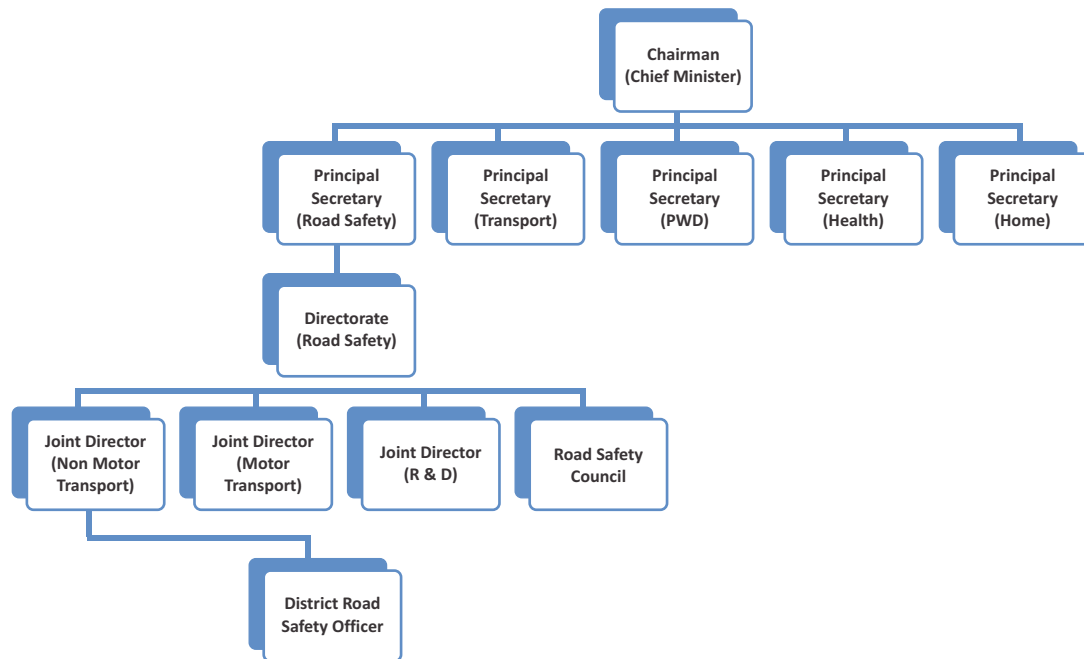 Chairman
(Chief Minister)
Principal
Secretary
(Road Safety)
Principal
Secretary
(Transport)
Principal
Secretary
(PWD)
Principal
Secretary
(Health)
Principal
Secretary
(Home)
Directorate
(Road Safety)
Joint Director
(Non Motor
Transport)
Joint Director
(Motor
Transport)
Joint Director
(R & D)
Road Safety
Council
District Road
Safety Officer